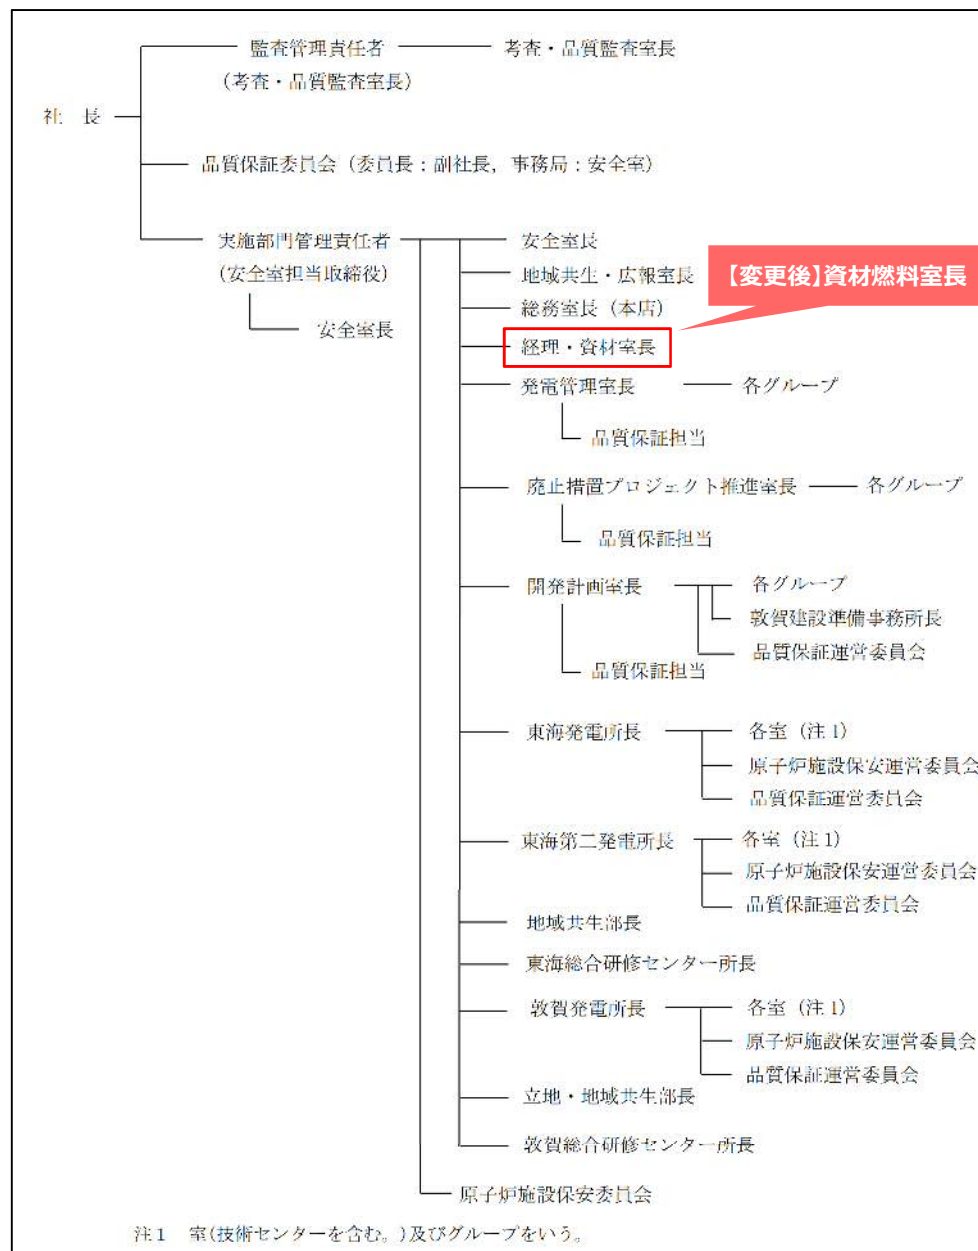 監査管理責任者 考査・品質監査室長
(考査・品質監査室長)
社 長
品質保証委員会（委員長：副社長，事務局：安全室）
実施部門管理責任者 安全室長
(安全室担当取締役) 地域共生・広報室長
【変更後】資材燃料室長
総務室長（本店）
安全室長
経理・資材室長
発電管理室長 各グループ
品質保証担当
廃止措置プロジェクト推進室長 各グループ
品質保証担当
開発計画室長 各グループ
敦賀建設準備事務所長
品質保証運営委員会
品質保証担当
東海発電所長 各室（注1）
原子炉施設保安運営委員会
品質保証運営委員会
東海第二発電所長 各室（注1）
原子炉施設保安運営委員会
品質保証運営委員会
地域共生部長
東海総合研修センター所長
敦賀発電所長 各室（注1）
原子炉施設保安運営委員会
品質保証運営委員会
立地・地域共生部長
敦賀総合研修センター所長
原子炉施設保安委員会
注1 室(技術センターを含む。)及びグループをいう。